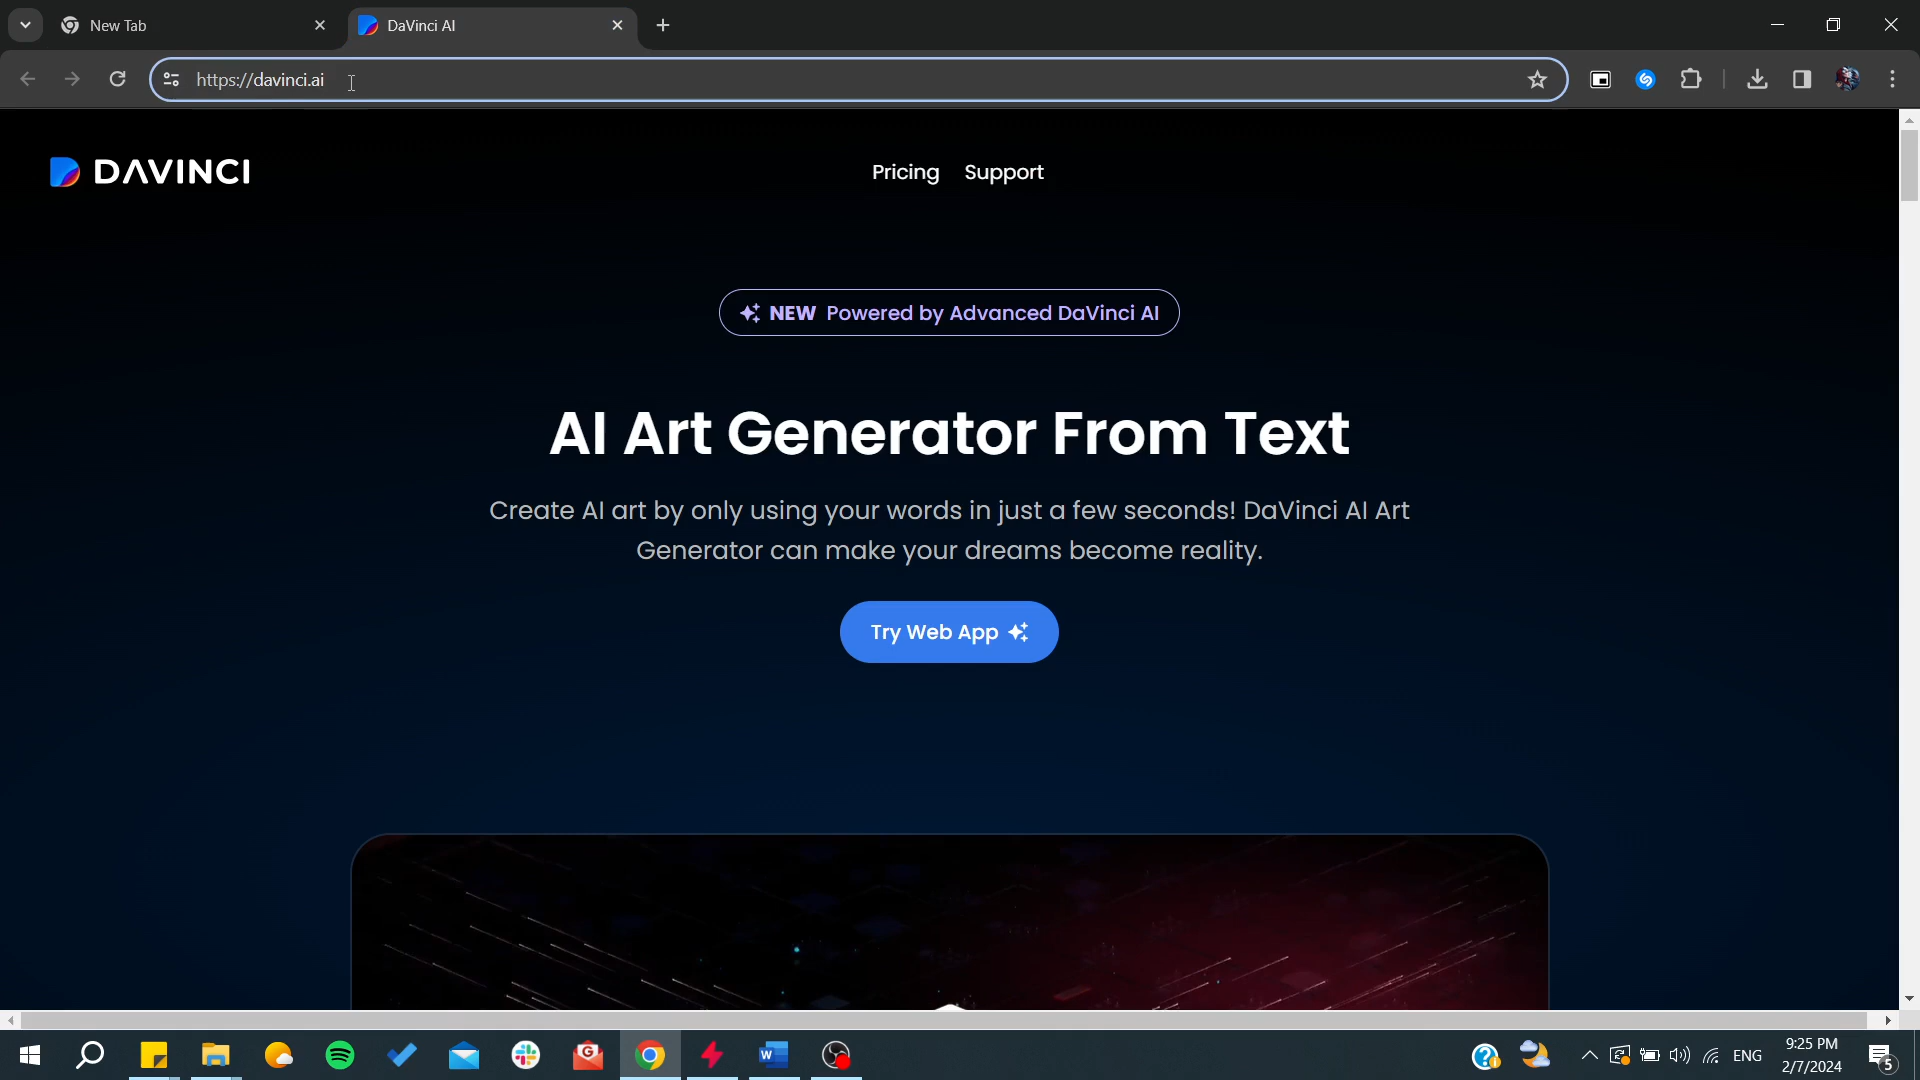 New Tab
DaVinci AI
https://davinci.ai
DAVINCI
Pricing
Support
NEW Powered by Advanced DaVinci AI
AI Art Generator From Text
Create AI art by only using your words in just a few seconds! DaVinci AI Art
Generator can make your dreams become reality.
Try Web App
ENG
9:25 PM
2/7/2024
5